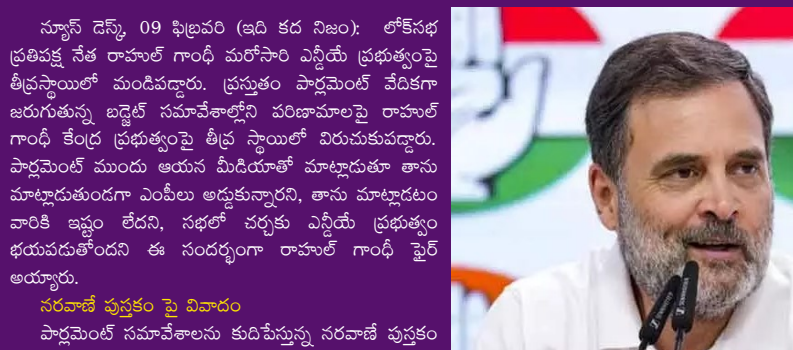 న్యూస్ డెస్క్, 09 ఫిబ్రవరి (ఇది కద నిజం): లోక్‌సభ
ప్రతిపక్ష నేత రాహుల్ గాంధీ మరోసారి ఎన్డీయే ప్రభుత్వంపై
తీవ్రస్థాయిలో మండిపడ్డారు. ప్రస్తుతం పార్లమెంట్ వేదికగా
జరుగుతున్న బడ్జెట్ సమావేశాల్లోని పరిణామాలపై రాహుల్
గాంధీ కేంద్ర ప్రభుత్వంపై తీవ్ర స్థాయిలో విరుచుకుపడ్డారు.
పార్లమెంట్ ముందు ఆయన మీడియాతో మాట్లాడుతూ తాను
మాట్లాడుతుండగా ఎంపీలు అడ్డుకున్నారని, తాను మాట్లాడటం
వారికి ఇష్టం లేదని, సభలో చర్చకు ఎన్డీయే ప్రభుత్వం
భయపడుతోందని ఈ సందర్భంగా రాహుల్ గాంధీ ఫైర్
అయ్యారు.
నరవాణే పుస్తకం పై వివాదం
పార్లమెంట్ సమావేశాలను కుదిపేస్తున్న నరవాణే పుస్తకం